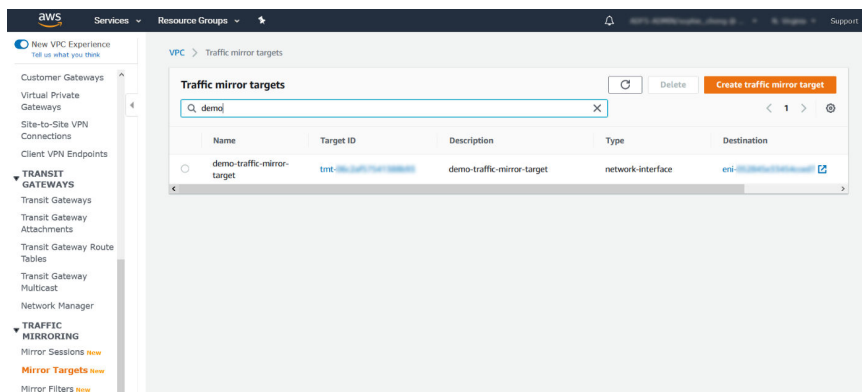 aws
Services
Resource Groups
Support
New VPC Experience
Tell us what you think
Customer Gateways
Virtual Private
Gateways
Site-to-Site VPN
Connections
Client VPN Endpoints
TRANSIT
GATEWAYS
Transit Gateways
Transit Gateway
Attachments
Transit Gateway Route
Tables
Transit Gateway
Multicast
Network Manager
TRAFFIC
MIRRORING
Mirror Sessions New
Mirror Targets New
Mirror Filters New
VPC > Traffic mirror targets
Traffic mirror targets
Delete
Create traffic mirror target
demo
1
Name Target ID Description Type Destination
demo-traffic-mirror-
target
tmt-
demo-traffic-mirror-target
network-interface
eni-